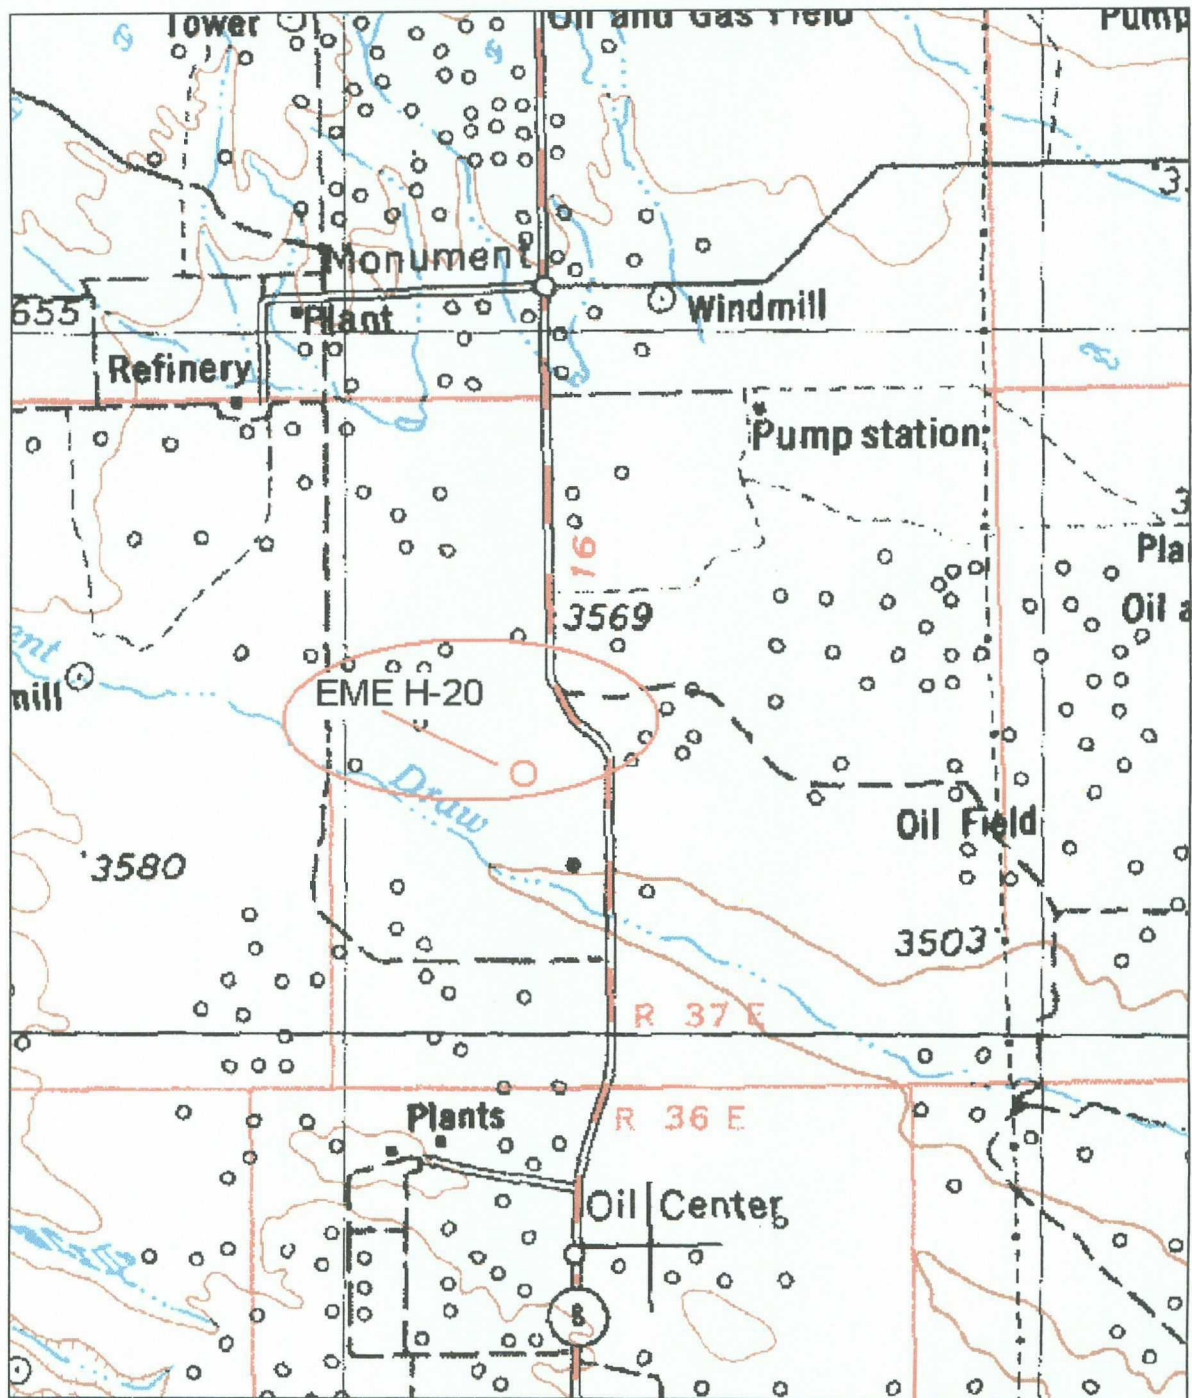 Tower
Oil and Gas Field
Pump
Monument
655
Plant
Windmill
Refinery
Pump station
16
3569
Oil
EME H-20
Draw
Oil Field
3580
3503
R 37 E
Plants
R 36 E
Oil Center
8